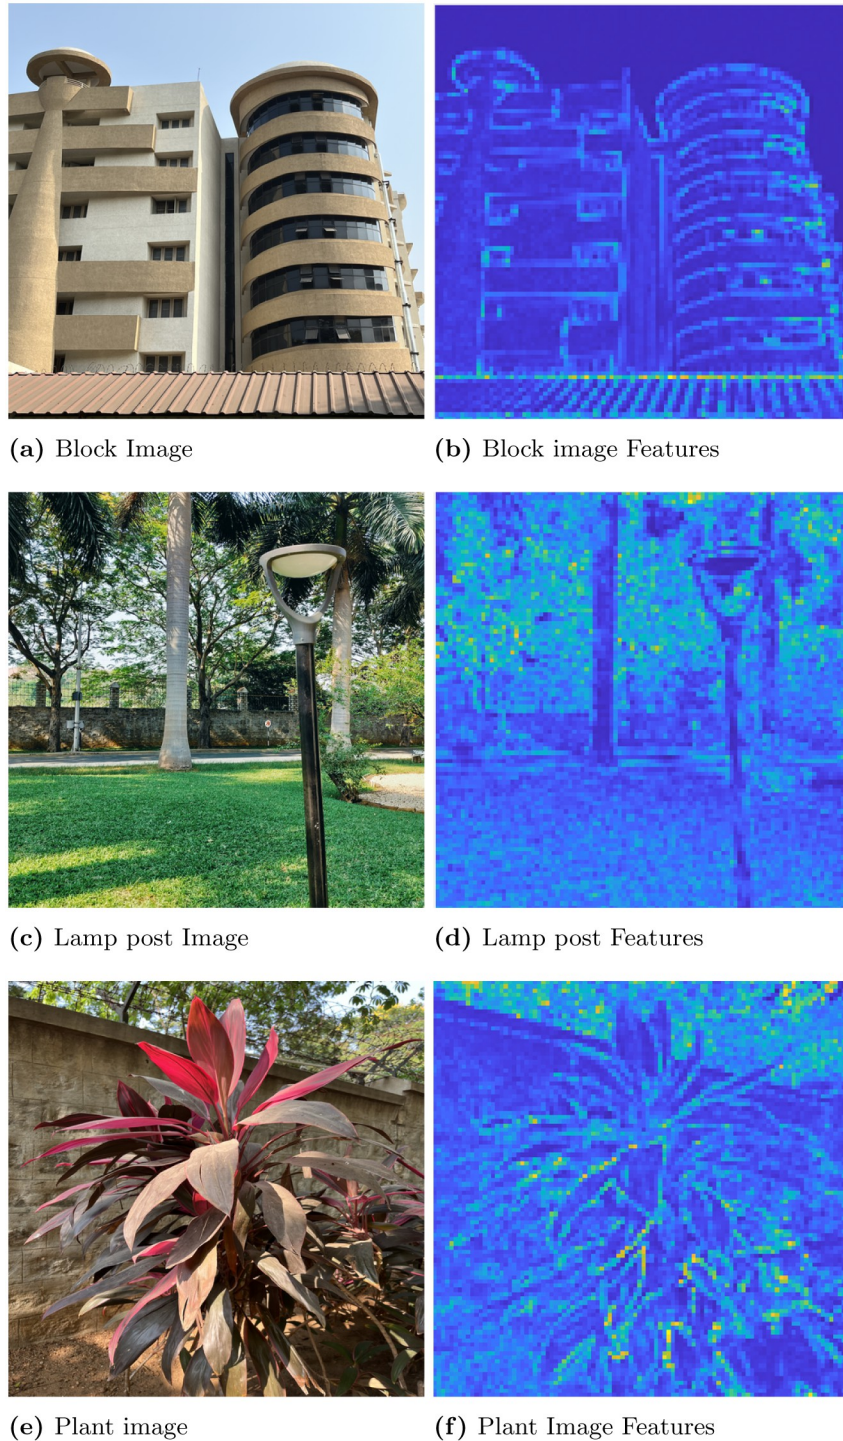 (a) Block Image
(b) Block image Features
(c) Lamp post Image
(d) Lamp post Features
(e) Plant image
(f) Plant Image Features